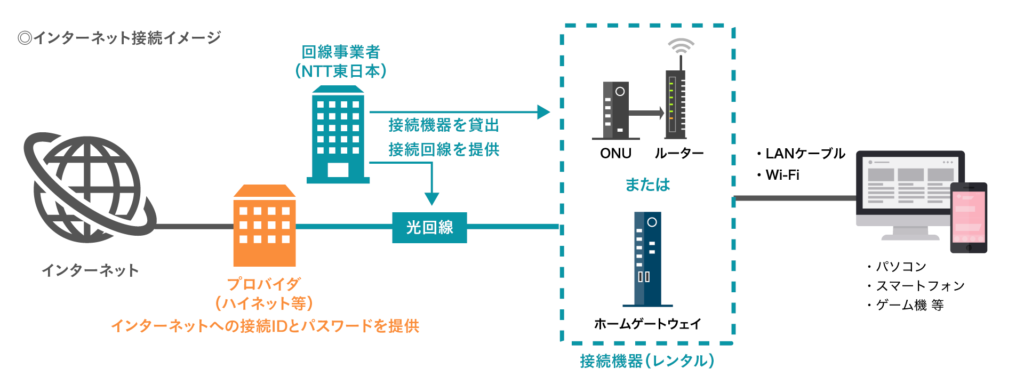 ◎インターネット接続イメージ
回線事業者
（NTT東日本）
接続機器を貸出
接続回線を提供
インターネット
プロバイダ
（ハイネット等）
インターネットへの接続IDとパスワードを提供
光回線
ONU
ルーター
または
ホームゲートウェイ
接続機器（レンタル）
・LANケーブル
・Wi-Fi
・パソコン
・スマートフォン
・ゲーム機 等